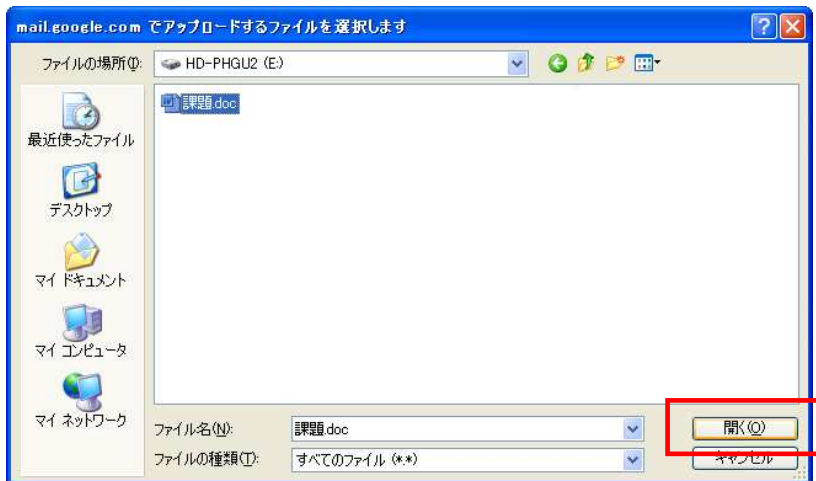 mail.google.com でアップロードするファイルを選択します
ファイルの場所(I):
HD-PHGU2 (E:)
課題.doc
最近使ったファイル
デスクトップ
マイ ドキュメント
マイ コンピュータ
マイ ネットワーク
ファイル名(N):
課題.doc
開く(O)
ファイルの種類(T):
すべてのファイル (*.*)
キャンセル